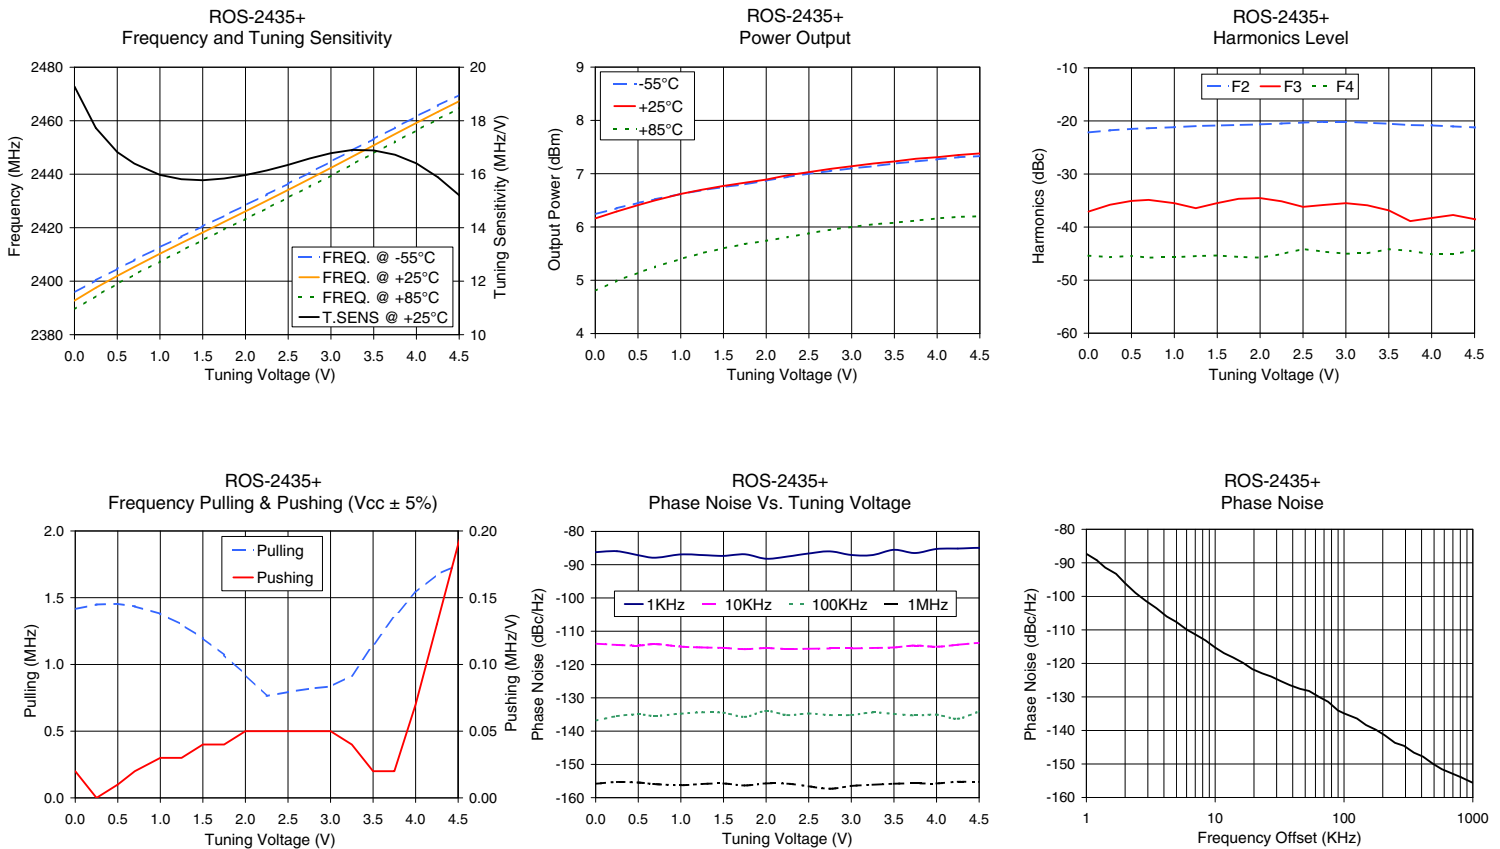 ROS-2435+
Frequency and Tuning Sensitivity
2480
2460
2440
2420
2400
2380
Frequency (MHz)
20
18
16
14
12
10
Tuning Sensitivity (MHz/V)
FREQ. @ -55°C
FREQ. @ +25°C
FREQ. @ +85°C
T.SENS @ +25°C
0.0 0.5 1.0 1.5 2.0 2.5 3.0 3.5 4.0 4.5
Tuning Voltage (V)
ROS-2435+
Power Output
9
8
7
6
5
4
Output Power (dBm)
-55°C
+25°C
+85°C
0.0 0.5 1.0 1.5 2.0 2.5 3.0 3.5 4.0 4.5
Tuning Voltage (V)
ROS-2435+
Harmonics Level
-10
-20
-30
-40
-50
-60
Harmonics (dBc)
F2 F3 F4
0.0 0.5 1.0 1.5 2.0 2.5 3.0 3.5 4.0 4.5
Tuning Voltage (V)
ROS-2435+
Frequency Pulling & Pushing (Vcc ± 5%)
2.0
1.5
1.0
0.5
0.0
Pulling (MHz)
0.20
0.15
0.10
0.05
0.00
Pushing (MHz/V)
Pulling
Pushing
0.0 0.5 1.0 1.5 2.0 2.5 3.0 3.5 4.0 4.5
Tuning Voltage (V)
ROS-2435+
Phase Noise Vs. Tuning Voltage
-80
-90
-100
-110
-120
-130
-140
-150
-160
Phase Noise (dBc/Hz)
1KHz 10KHz 100KHz 1MHz
0.0 0.5 1.0 1.5 2.0 2.5 3.0 3.5 4.0 4.5
Tuning Voltage (V)
ROS-2435+
Phase Noise
-80
-90
-100
-110
-120
-130
-140
-150
-160
Phase Noise (dBc/Hz)
1 10 100 1000
Frequency Offset (KHz)